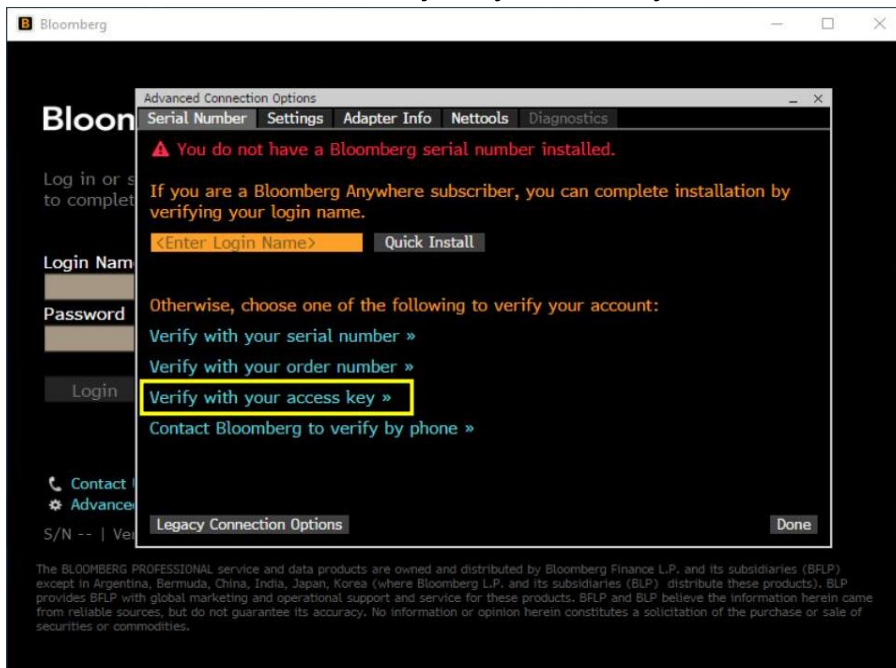 Bloomberg
Advanced Connection Options
Serial Number Settings Adapter Info Nettools Diagnostics
Bloon
You do not have a Bloomberg serial number installed.
Log in or s
to complet
If you are a Bloomberg Anywhere subscriber, you can complete installation by
verifying your login name.
<Enter Login Name> Quick Install
Login Nam
Otherwise, choose one of the following to verify your account:
Password
Verify with your serial number »
Verify with your order number »
Login
Verify with your access key »
Contact Bloomberg to verify by phone »
Contact
Advance
Legacy Connection Options Done
S/N -- | Ver
The BLOOMBERG PROFESSIONAL service and data products are owned and distributed by Bloomberg Finance L.P. and its subsidiaries (BFLP)
except in Argentina, Bermuda, China, India, Japan, Korea (where Bloomberg L.P. and its subsidiaries (BLP) distribute these products). BLP
provides BFLP with global marketing and operational support and service for these products. BFLP and BLP believe the information herein came
from reliable sources, but do not guarantee its accuracy. No information or opinion herein constitutes a solicitation of the purchase or sale of
securities or commodities.